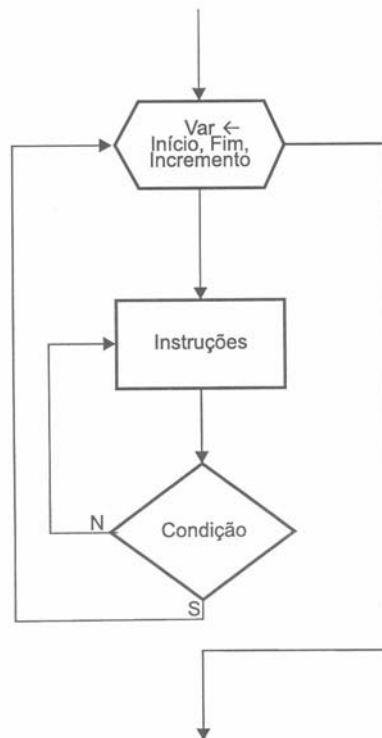 Var ←
Início, Fim,
Incremento
Instruções
N
Condição
S